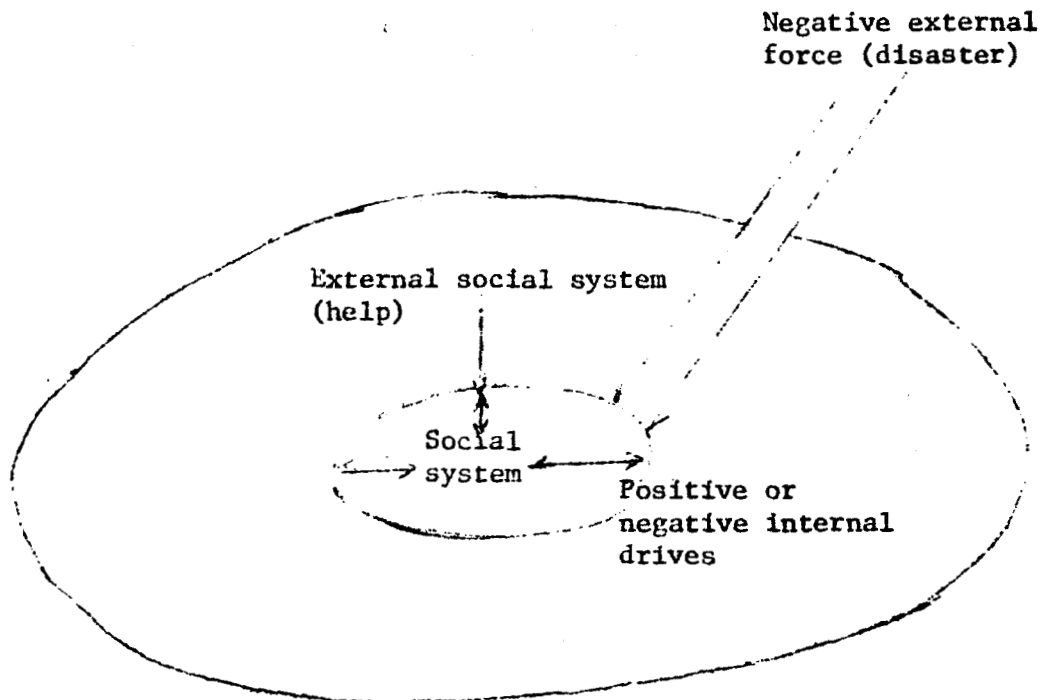 Negative external
force (disaster)
External social system
(help)
Social
system
Positive or
negative internal
drives